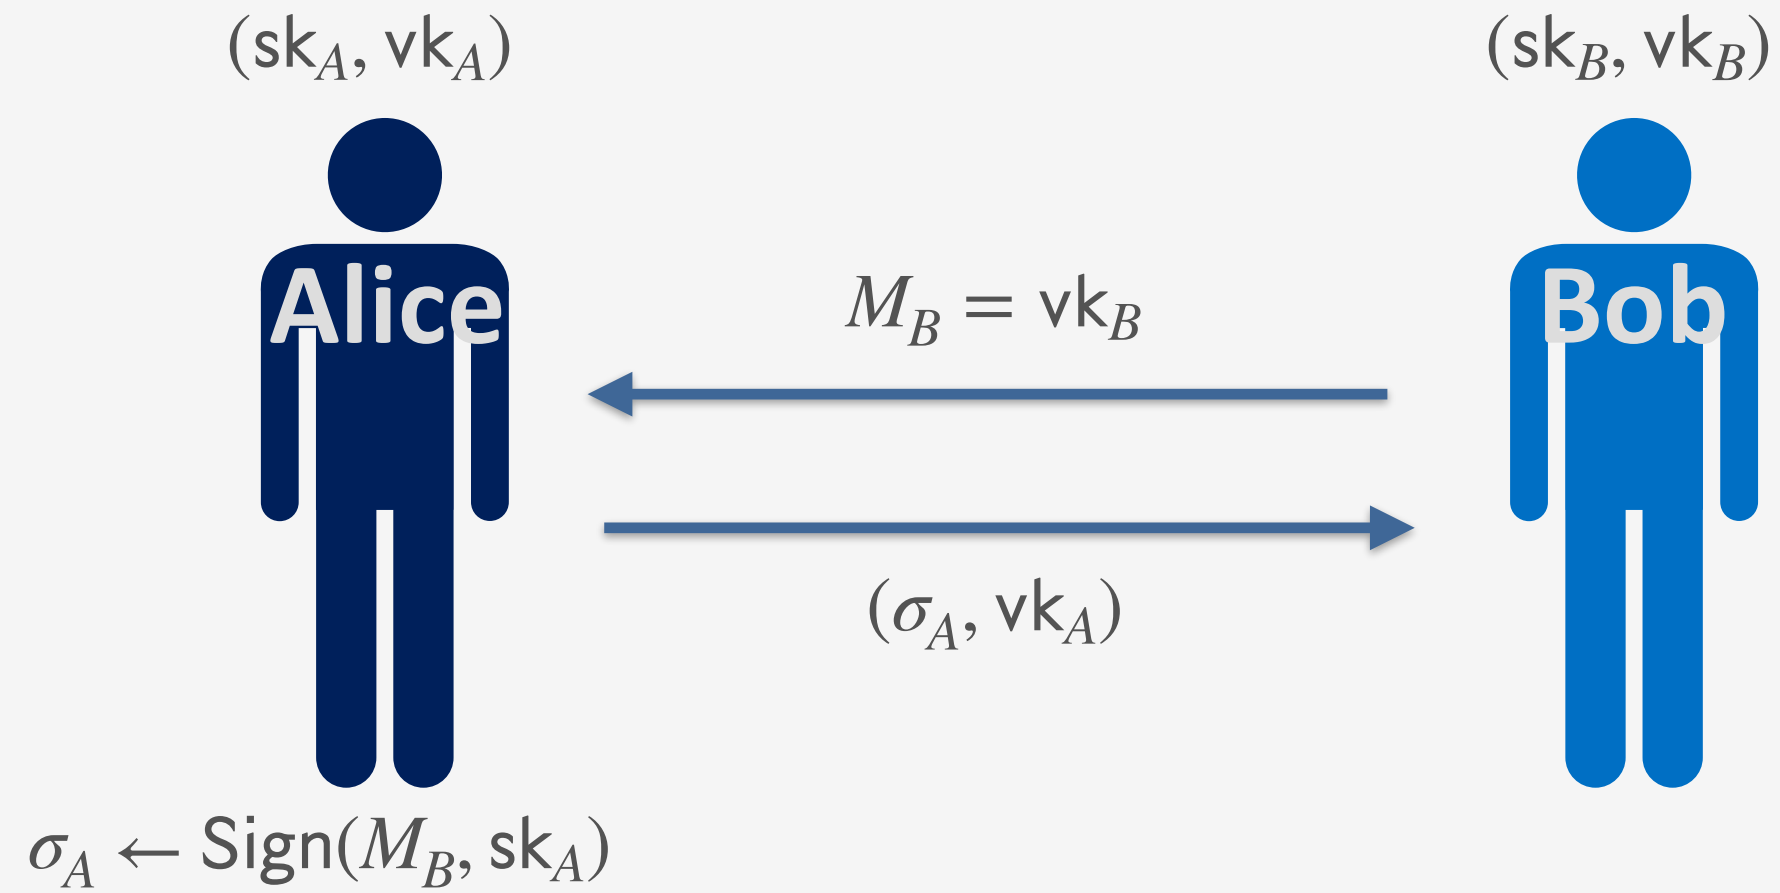 (sk_A, vk_A)
(sk_B, vk_B)
Alice
Bob
M_B = vk_B
(σ_A, vk_A)
σ_A ← Sign(M_B, sk_A)